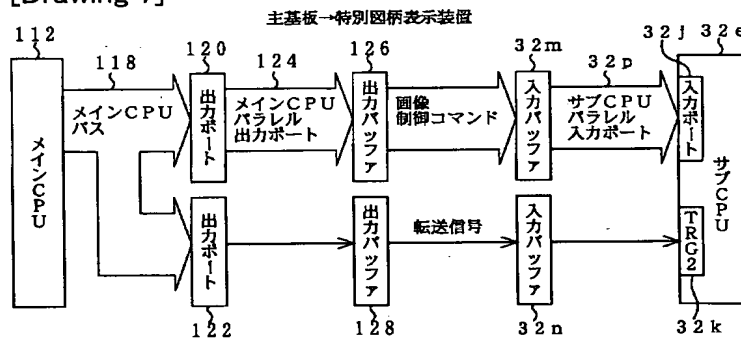 [Drawing 7]
主基板→特別図柄表示装置
112
118
120
124
126
32m
32p
32j
32e
メインCPU
メインCPU
バス
出力ポート
メインCPU
パラレル
出力ポート
出力バッファ
画像
制御コマンド
入力バッファ
サブCPU
パラレル
入力ポート
入力ポート
サブCPU
出力ポート
出力バッファ
転送信号
入力バッファ
TRG2
122
128
32n
32k